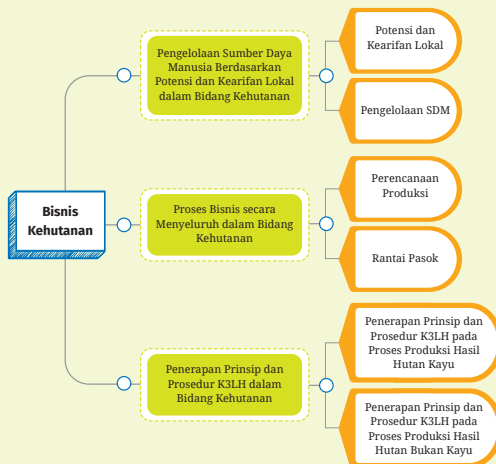 Bisnis
Kehutanan
Pengelolaan Sumber Daya
Manusia Berdasarkan
Potensi dan Kearifan Lokal
dalam Bidang Kehutanan
Potensi dan
Kearifan Lokal
Pengelolaan SDM
Proses Bisnis secara
Menyeluruh dalam Bidang
Kehutanan
Perencanaan
Produksi
Rantai Pasok
Penerapan Prinsip dan
Prosedur K3LH dalam
Bidang Kehutanan
Penerapan Prinsip dan
Prosedur K3LH pada
Proses Produksi Hasil
Hutan Kayu
Penerapan Prinsip dan
Prosedur K3LH pada
Proses Produksi Hasil
Hutan Bukan Kayu